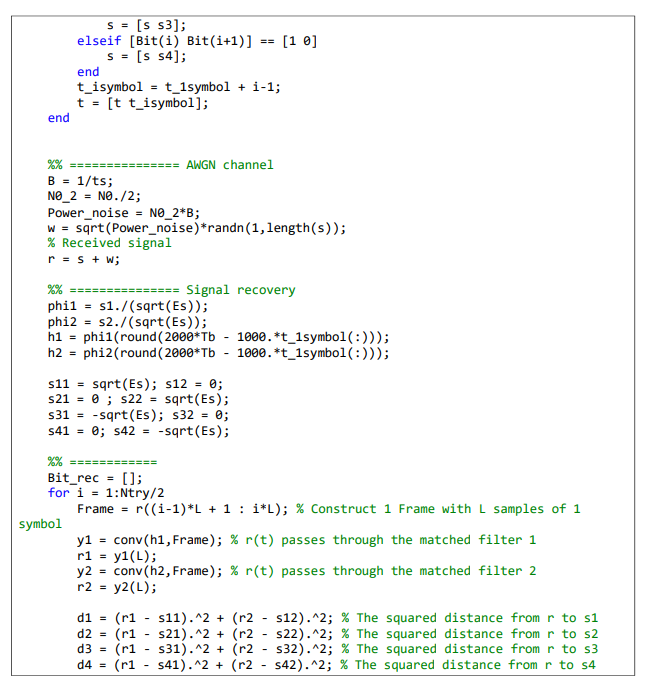 s = [s s3];
elseif [Bit(i) Bit(i+1)] == [1 0]
s = [s s4];
end
t_isymbol = t_1symbol + i-1;
t = [t t_isymbol];
end
%% =============== AWGN channel
B = 1/ts;
N0_2 = N0./2;
Power_noise = N0_2*B;
w = sqrt(Power_noise)*randn(1,length(s));
% Received signal
r = s + w;
%% =============== Signal recovery
phi1 = s1./(sqrt(Es));
phi2 = s2./(sqrt(Es));
h1 = phi1(round(2000*Tb - 1000.*t_1symbol(:)));
h2 = phi2(round(2000*Tb - 1000.*t_1symbol(:)));
s11 = sqrt(Es); s12 = 0;
s21 = 0 ; s22 = sqrt(Es);
s31 = -sqrt(Es); s32 = 0;
s41 = 0; s42 = -sqrt(Es);
%% ============
Bit_rec = [];
for i = 1:Ntry/2
Frame = r((i-1)*L + 1 : i*L); % Construct 1 Frame with L samples of 1
symbol
y1 = conv(h1,Frame); % r(t) passes through the matched filter 1
r1 = y1(L);
y2 = conv(h2,Frame); % r(t) passes through the matched filter 2
r2 = y2(L);
d1 = (r1 - s11).^2 + (r2 - s12).^2; % The squared distance from r to s1
d2 = (r1 - s21).^2 + (r2 - s22).^2; % The squared distance from r to s2
d3 = (r1 - s31).^2 + (r2 - s32).^2; % The squared distance from r to s3
d4 = (r1 - s41).^2 + (r2 - s42).^2; % The squared distance from r to s4